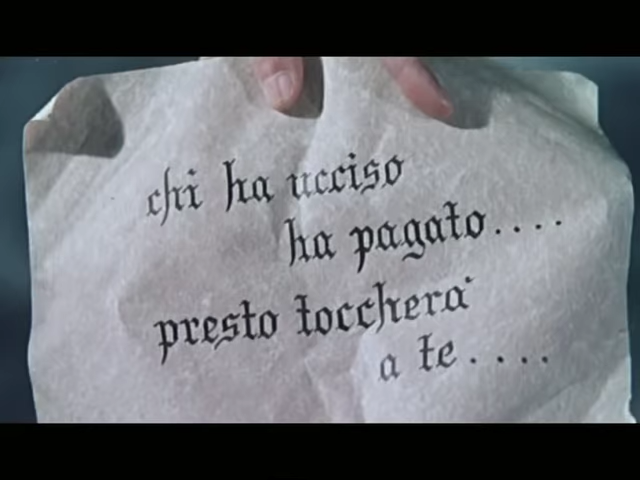 chi ha ucciso
ha pagato....
presto toccherà
a te....